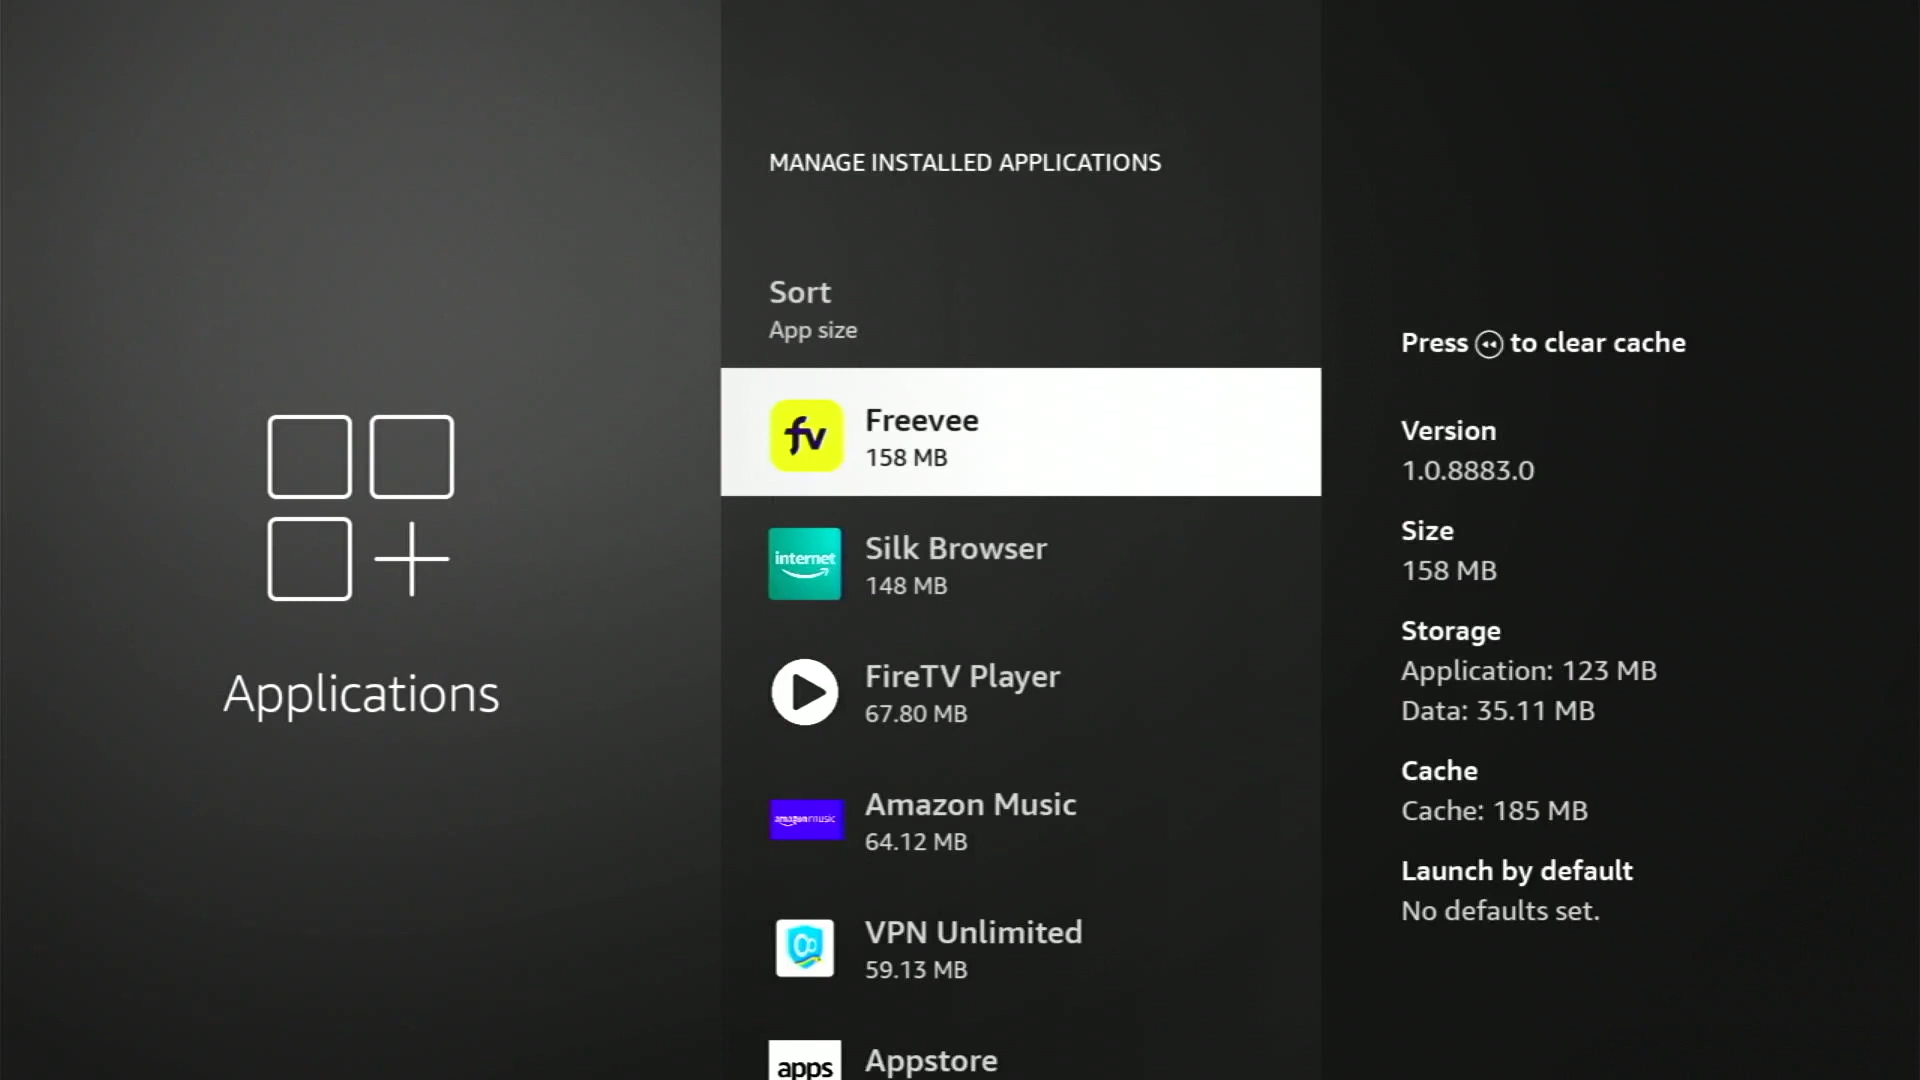 Applications
MANAGE INSTALLED APPLICATIONS
Sort
App size
fv
Freevee
158 MB
internet
Silk Browser
148 MB
FireTV Player
67.80 MB
amazon music
Amazon Music
64.12 MB
VPN Unlimited
59.13 MB
apps
Appstore
Press to clear cache
Version
1.0.8883.0
Size
158 MB
Storage
Application: 123 MB
Data: 35.11 MB
Cache
Cache: 185 MB
Launch by default
No defaults set.